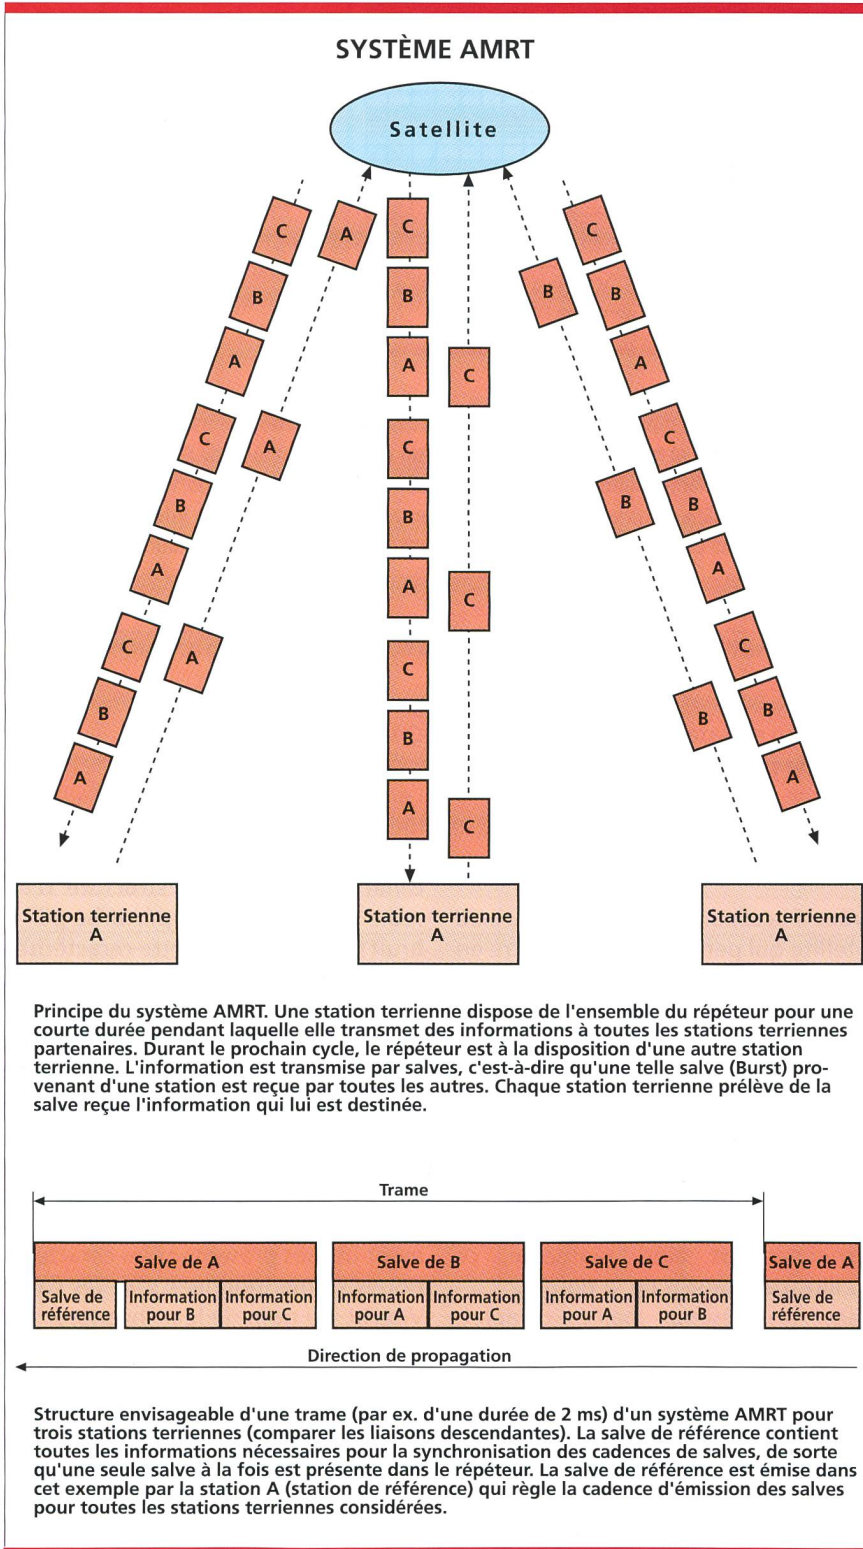 SYSTÈME AMRT
Satellite
C
B
A
C
B
A
C
B
A
A
A
A
C
B
A
C
B
A
C
B
A
C
C
C
B
B
B
C
B
A
C
B
A
C
B
A
Station terrienne
A
Station terrienne
A
Station terrienne
A
Principe du système AMRT. Une station terrienne dispose de l'ensemble du répéteur pour une
courte durée pendant laquelle elle transmet des informations à toutes les stations terriennes
partenaires. Durant le prochain cycle, le répéteur est à la disposition d'une autre station
terrienne. L'information est transmise par salves, c'est-à-dire qu'une telle salve (Burst) pro-
venant d'une station est reçue par toutes les autres. Chaque station terrienne prélève de la
salve reçue l'information qui lui est destinée.
Trame
Salve de A
Salve de B
Salve de C
Salve de A
Salve de
référence
Information
pour B
Information
pour C
Information
pour A
Information
pour C
Information
pour A
Information
pour B
Salve de
référence
Direction de propagation
Structure envisageable d'une trame (par ex. d'une durée de 2 ms) d'un système AMRT pour
trois stations terriennes (comparer les liaisons descendantes). La salve de référence contient
toutes les informations nécessaires pour la synchronisation des cadences de salves, de sorte
qu'une seule salve à la fois est présente dans le répéteur. La salve de référence est émise dans
cet exemple par la station A (station de référence) qui règle la cadence d'émission des salves
pour toutes les stations terriennes considérées.